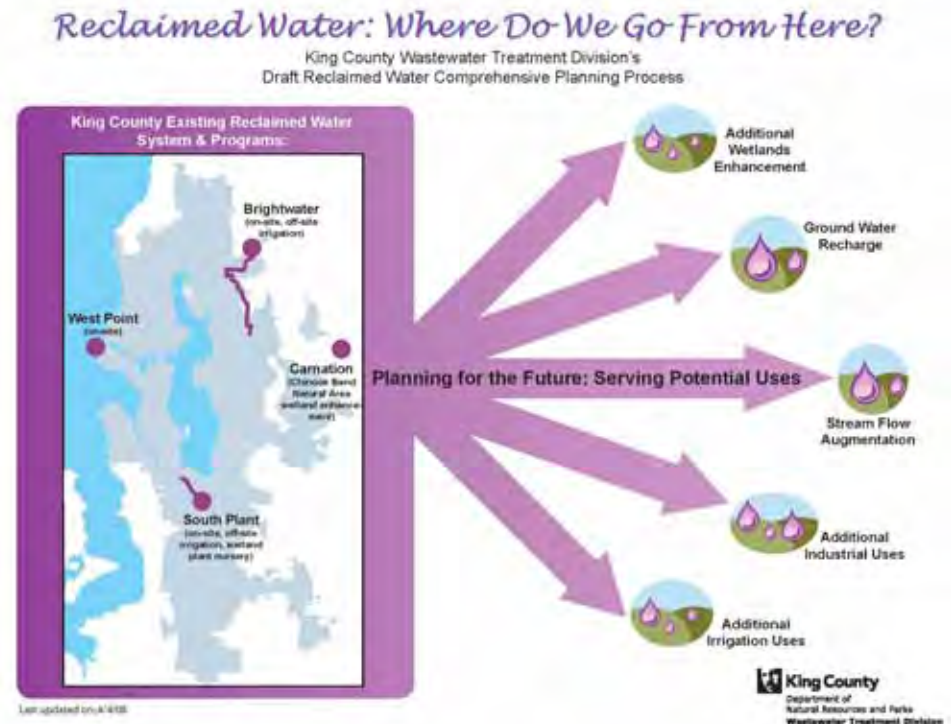 Reclaimed Water: Where Do We Go From Here?
King County Wastewater Treatment Division's
Draft Reclaimed Water Comprehensive Planning Process
King County Existing Reclaimed Water
System & Programs:
Brightwater
(on-site, off-site
irrigation)
West Point
(on-site)
Carnation
(Chinook Bend
Natural Area
wetland enhance-
ment)
South Plant
(on-site, off-site
irrigation, wetland
plant nursery)
Planning for the Future: Serving Potential Uses
Additional
Wetlands
Enhancement
Ground Water
Recharge
Stream Flow
Augmentation
Additional
Industrial Uses
Additional
Irrigation Uses
Last updated on
King County
Department of
Natural Resources and Parks
Wastewater Treatment Division